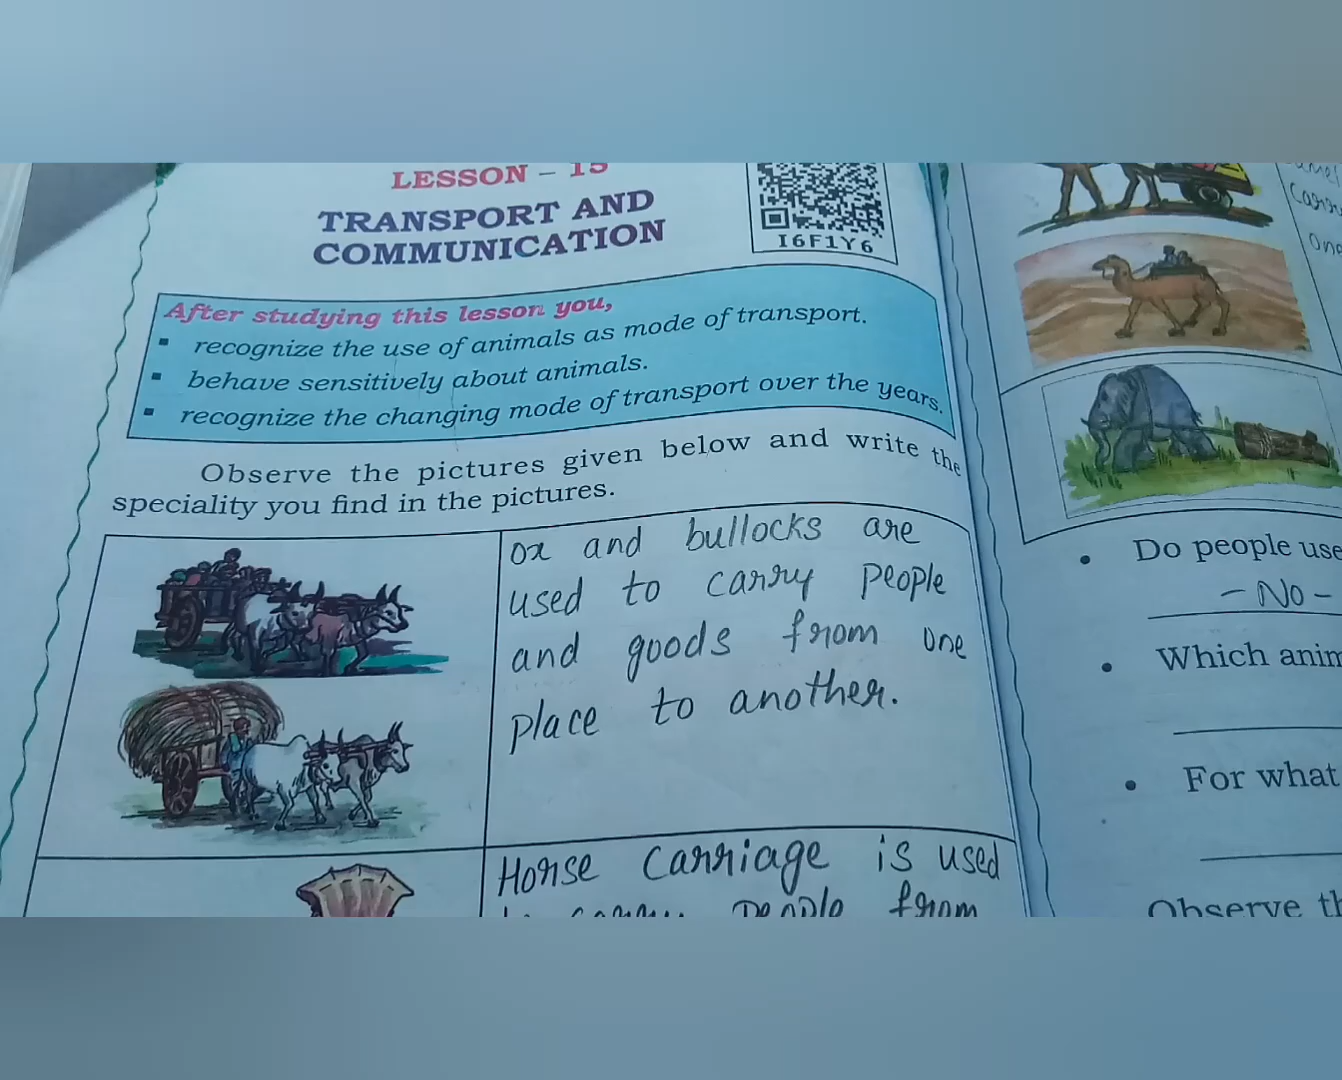 LESSON – 15
TRANSPORT AND
COMMUNICATION
I6F1Y6
After studying this lesson you,
▪ recognize the use of animals as mode of transport.
▪ behave sensitively about animals.
▪ recognize the changing mode of transport over the years.
Observe the pictures given below and write the
speciality you find in the pictures.
ox and bullocks are
used to carry people
and goods from one
place to another.
Horse carriage is used
people from
• Do people use
- No -
• Which anim
• For what
Observe th